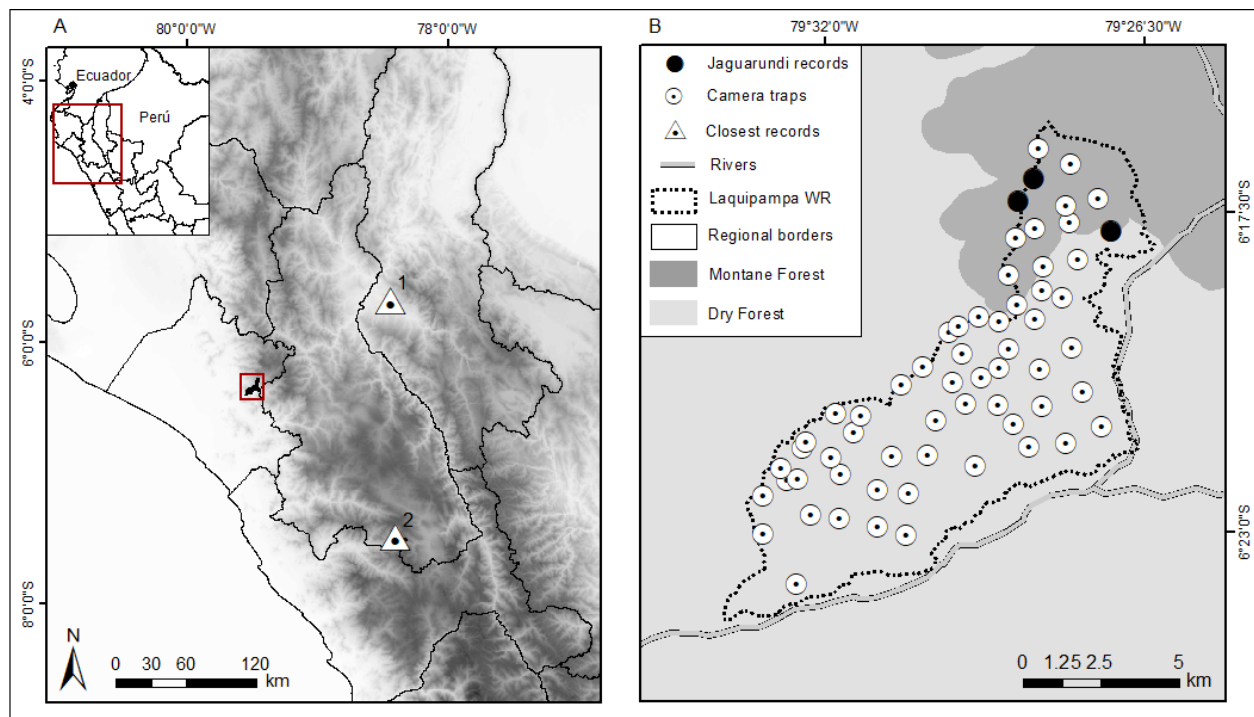 A
80°0'0"W
78°0'0"W
4°0'0"S
6°0'0"S
8°0'0"S
Ecuador
Perú
1
2
N
0 30 60 120
km
B
79°32'0"W
79°26'30"W
6°17'30"S
6°23'0"S
Jaguarundi records
Camera traps
Closest records
Rivers
Laquipampa WR
Regional borders
Montane Forest
Dry Forest
0 1.25 2.5 5
km